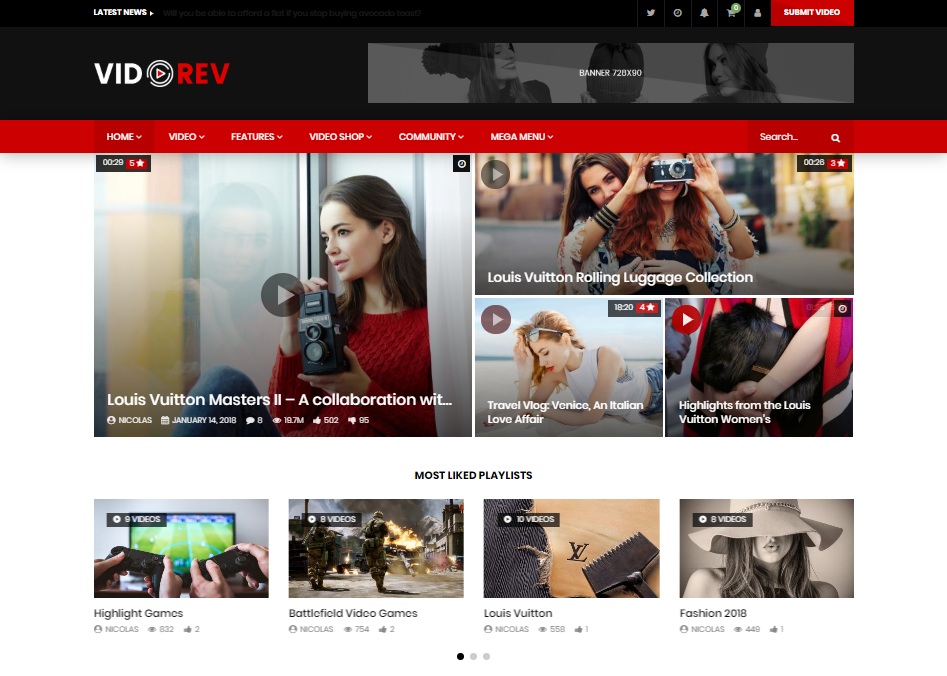 LATEST NEWS Will you be able to afford a flat if you stop buying avocado toast?
0
SUBMIT VIDEO
VIDOREV
BANNER 728X90
HOME VIDEO FEATURES VIDEO SHOP COMMUNITY MEGA MENU Search...
00:29 5
Louis Vuitton Masters II – A collaboration wit...
NICOLAS JANUARY 14, 2018 8 19.7M 502 95
00:26 3
Louis Vuitton Rolling Luggage Collection
18:20 4
Travel Vlog: Venice, An Italian
Love Affair
Highlights from the Louis
Vuitton Women's
MOST LIKED PLAYLISTS
9 VIDEOS
Highlight Games
NICOLAS 832 2
8 VIDEOS
Battlefield Video Games
NICOLAS 754 2
10 VIDEOS
LV
Louis Vuitton
NICOLAS 558 1
8 VIDEOS
Fashion 2018
NICOLAS 449 1